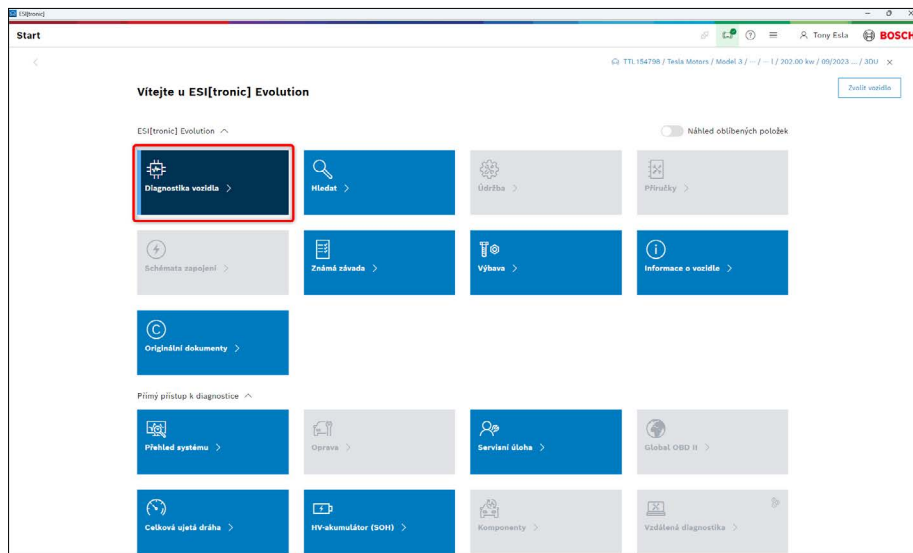 ESI[tronic]
Start
Tony Esla
BOSCH
TTL154798 / Tesla Motors / Model 3 / -- / -- l / 202.00 kw / 09/2023 ... / 3DU
Vítejte u ESI[tronic] Evolution
Zvolit vozidlo
ESI[tronic] Evolution
Náhled oblíbených položek
Diagnostika vozidla
Hledat
Údržba
Příručky
Schémata zapojení
Známá závada
Výbava
Informace o vozidle
Originální dokumenty
Přímý přístup k diagnostice
Přehled systému
Oprava
Servisní úloha
Global OBD II
Celková ujetá dráha
HV-akumulátor (SOH)
Komponenty
Vzdálená diagnostika